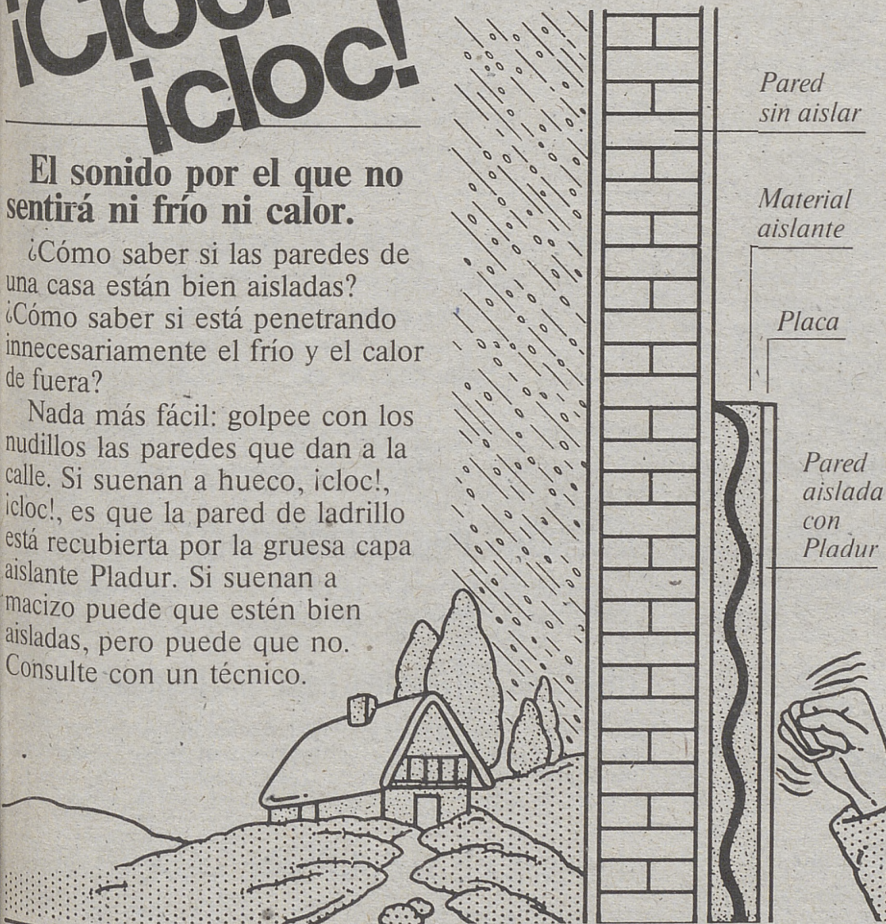 ¡Cloc!
¡cloc!
El sonido por el que no
sentirá ni frío ni calor.
¿Cómo saber si las paredes de
una casa están bien aisladas?
¿Cómo saber si está penetrando
innecesariamente el frío y el calor
de fuera?
Nada más fácil: golpee con los
nudillos las paredes que dan a la
calle. Si suenan a hueco, ¡cloc!,
¡cloc!, es que la pared de ladrillo
está recubierta por la gruesa capa
aislante Pladur. Si suenan a
macizo puede que estén bien
aisladas, pero puede que no.
Consulte con un técnico.
Pared
sin aislar
Material
aislante
Placa
Pared
aislada
con
Pladur